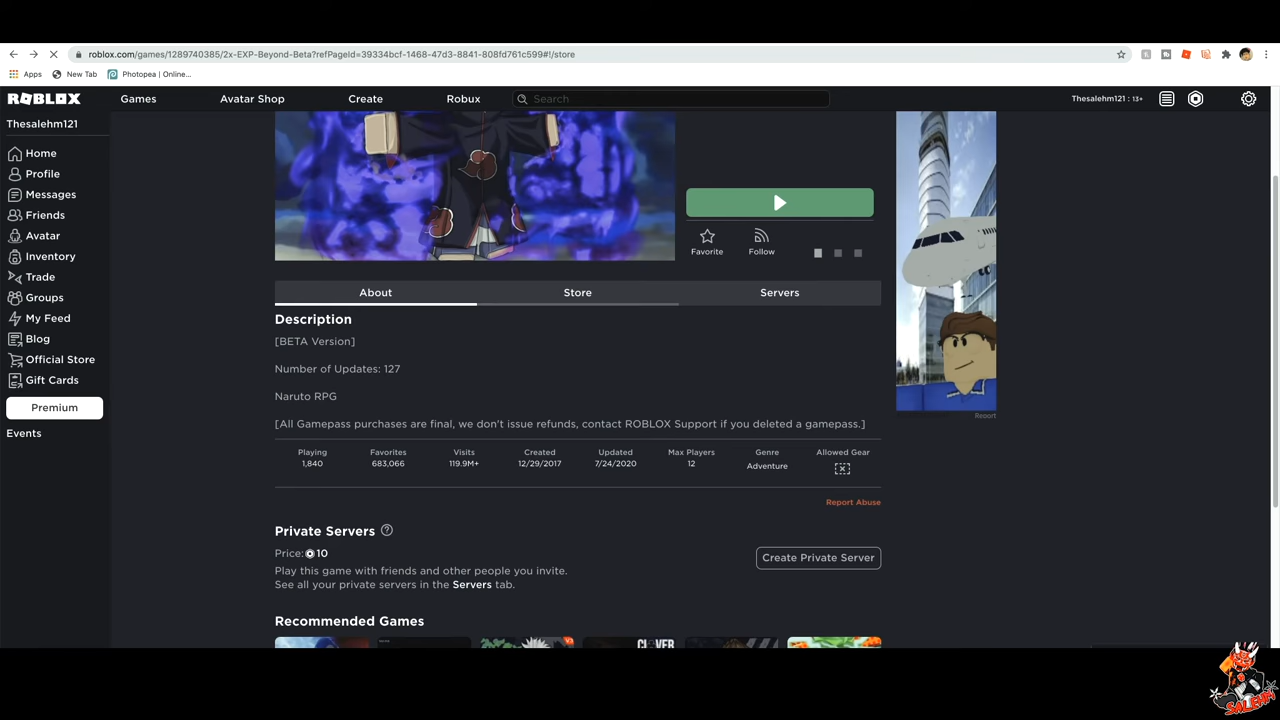 roblox.com/games/1289740385/2x-EXP-Beyond-Beta?refPageId=39334bcf-1468-47d3-8841-808fd761c599#!/store
Apps New Tab Photopea | Online...
ROBLOX Games Avatar Shop Create Robux Search Thesalehm121 : 13+
Thesalehm121
Home
Profile
Messages
Friends
Avatar
Inventory
Trade
Groups
My Feed
Blog
Official Store
Gift Cards
Premium
Events
Favorite Follow
About Store Servers
Description
[BETA Version]
Number of Updates: 127
Naruto RPG
[All Gamepass purchases are final, we don't issue refunds, contact ROBLOX Support if you deleted a gamepass.]
Playing Favorites Visits Created Updated Max Players Genre Allowed Gear
1,840 683,066 119.9M+ 12/29/2017 7/24/2020 12 Adventure
Report Abuse
Private Servers
Price: 10
Create Private Server
Play this game with friends and other people you invite.
See all your private servers in the Servers tab.
Recommended Games
CLOVER
V3
Report
SALEHM